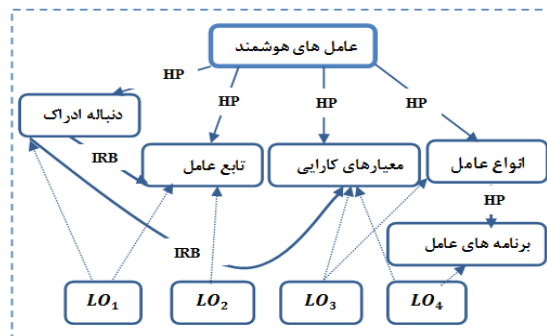 عامل های هوشمند
HP
HP
HP
HP
دنباله ادراک
IRB
تابع عامل
معیارهای کارایی
انواع عامل
HP
IRB
برنامه های عامل
LO₁
LO₂
LO₃
LO₄